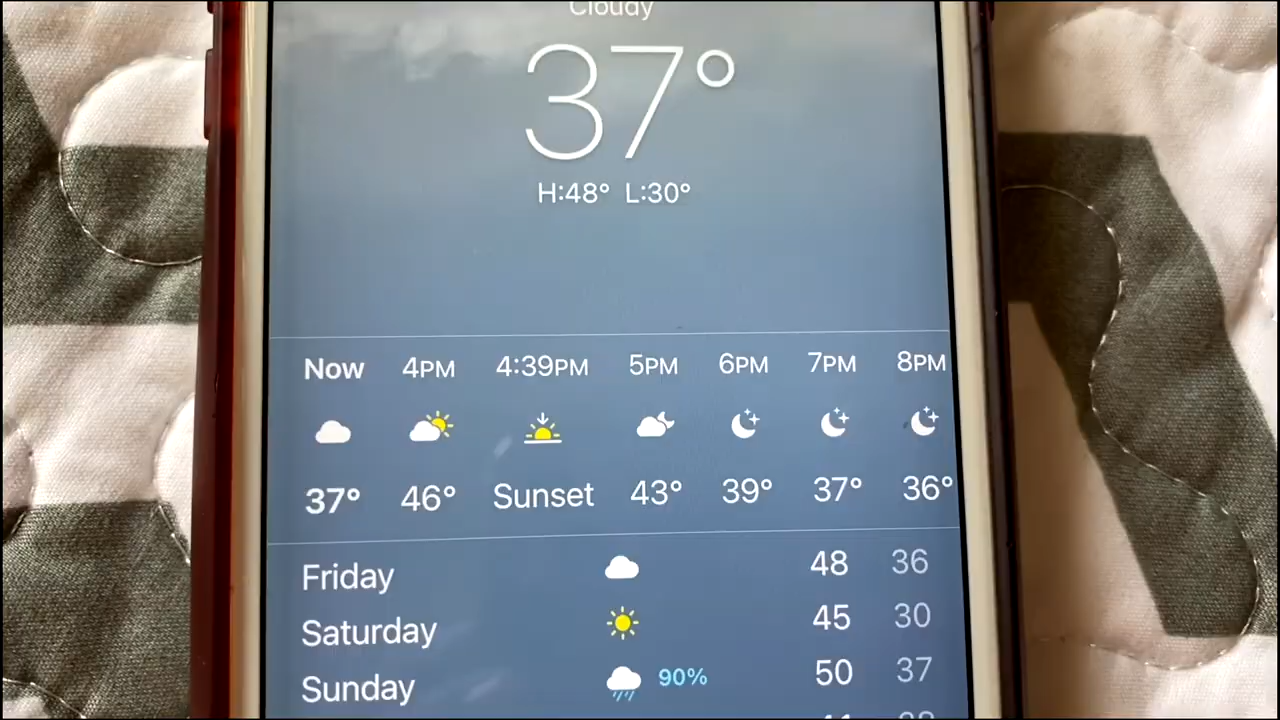 Cloudy
37°
H:48° L:30°
Now 4PM 4:39PM 5PM 6PM 7PM 8PM
37° 46° Sunset 43° 39° 37° 36°
Friday 48 36
Saturday 45 30
Sunday 90% 50 37